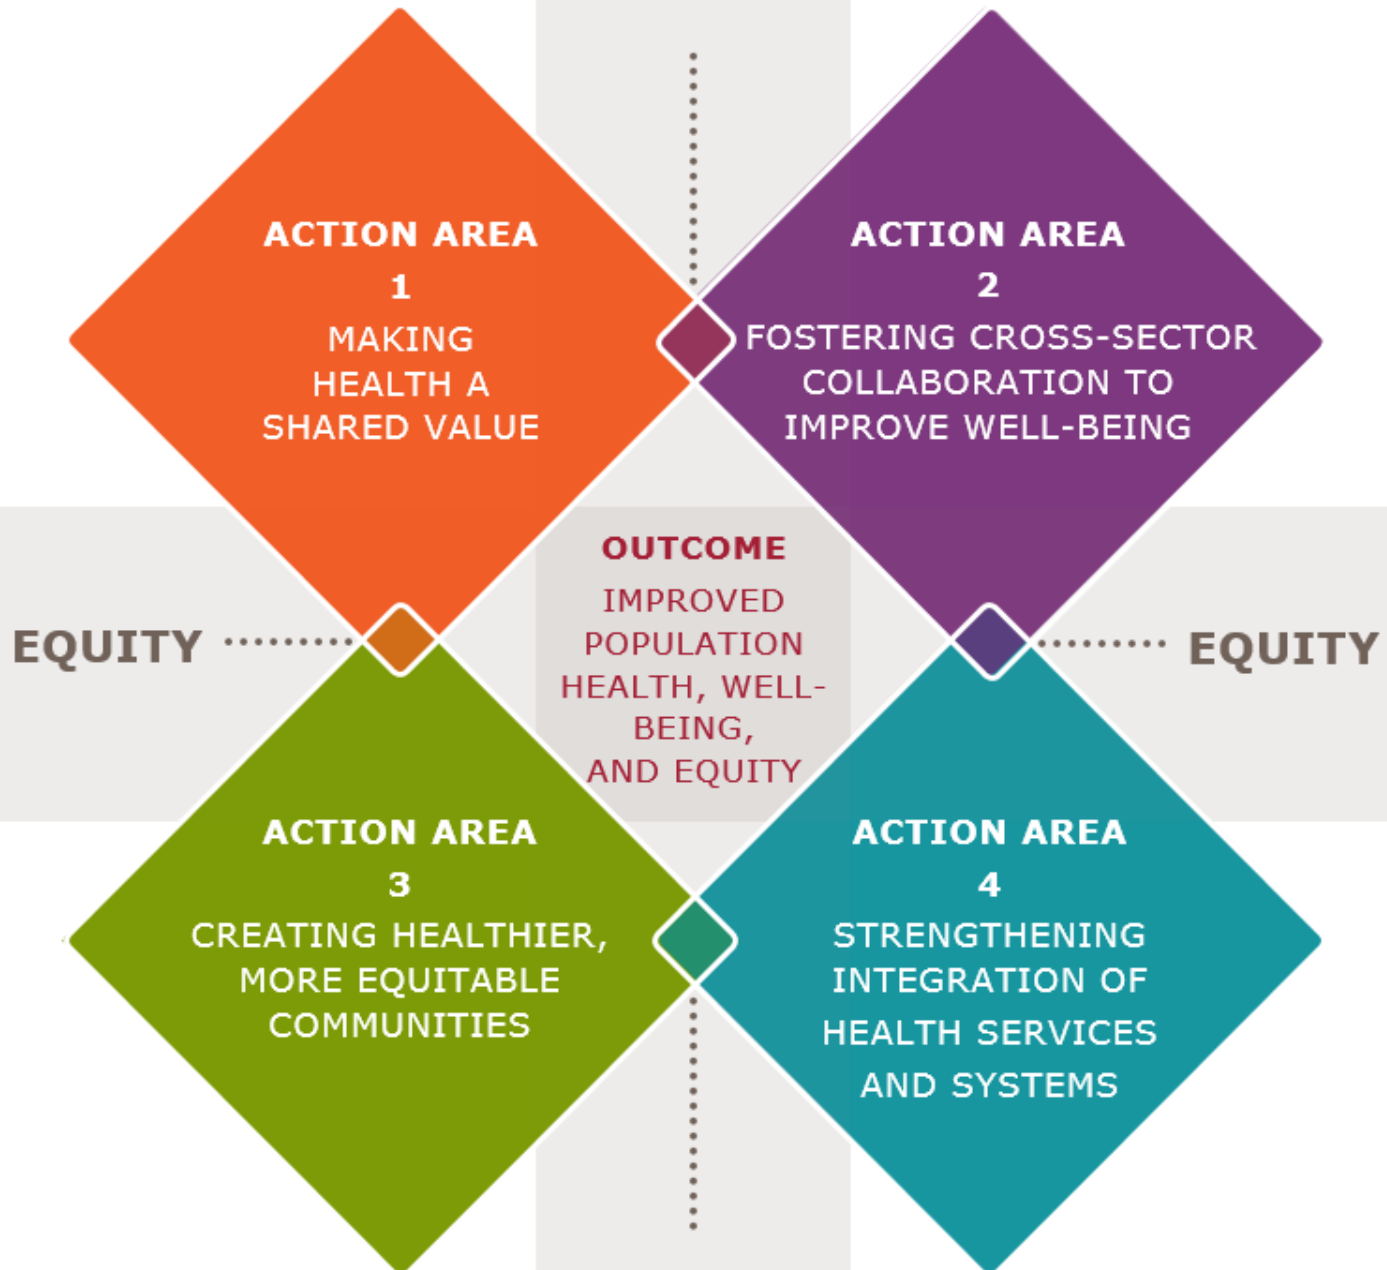 ACTION AREA
1
MAKING
HEALTH A
SHARED VALUE
ACTION AREA
2
FOSTERING CROSS-SECTOR
COLLABORATION TO
IMPROVE WELL-BEING
EQUITY
OUTCOME
IMPROVED
POPULATION
HEALTH, WELL-
BEING,
AND EQUITY
EQUITY
ACTION AREA
3
CREATING HEALTHIER,
MORE EQUITABLE
COMMUNITIES
ACTION AREA
4
STRENGTHENING
INTEGRATION OF
HEALTH SERVICES
AND SYSTEMS